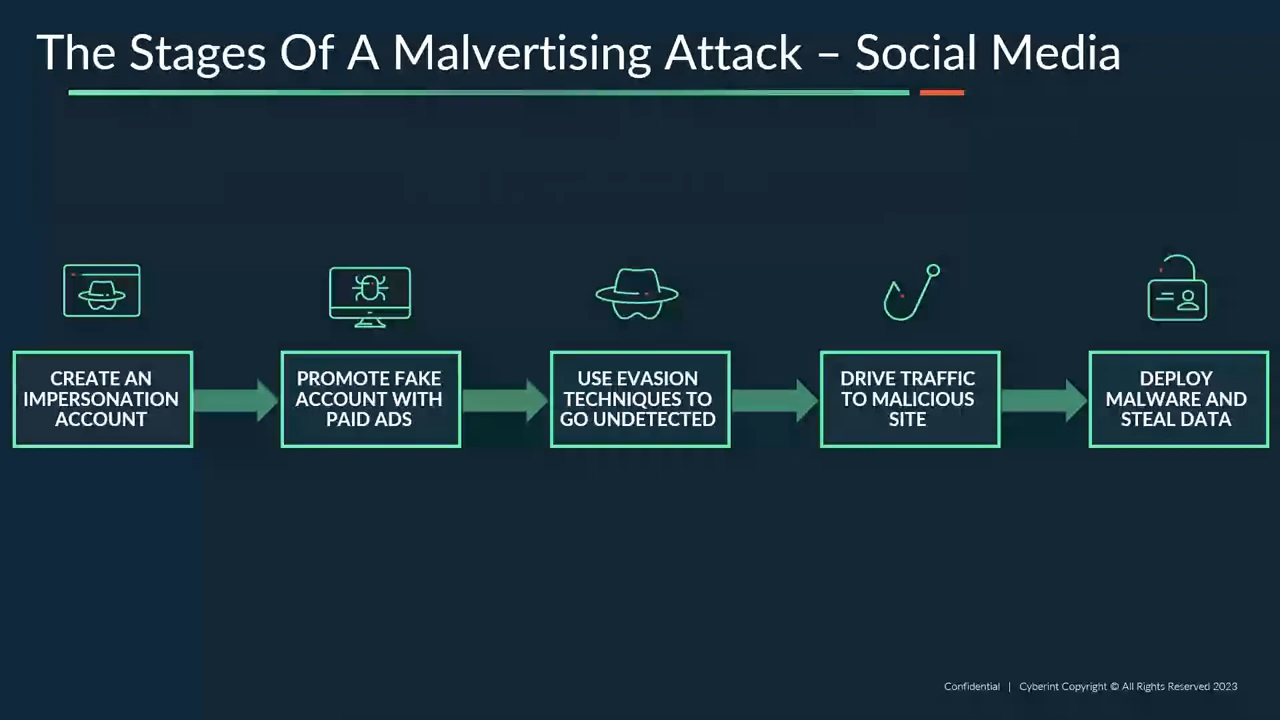 The Stages Of A Malvertising Attack – Social Media
CREATE AN
IMPERSONATION
ACCOUNT
PROMOTE FAKE
ACCOUNT WITH
PAID ADS
USE EVASION
TECHNIQUES TO
GO UNDETECTED
DRIVE TRAFFIC
TO MALICIOUS
SITE
DEPLOY
MALWARE AND
STEAL DATA
Confidential | Cyberint Copyright © All Rights Reserved 2023